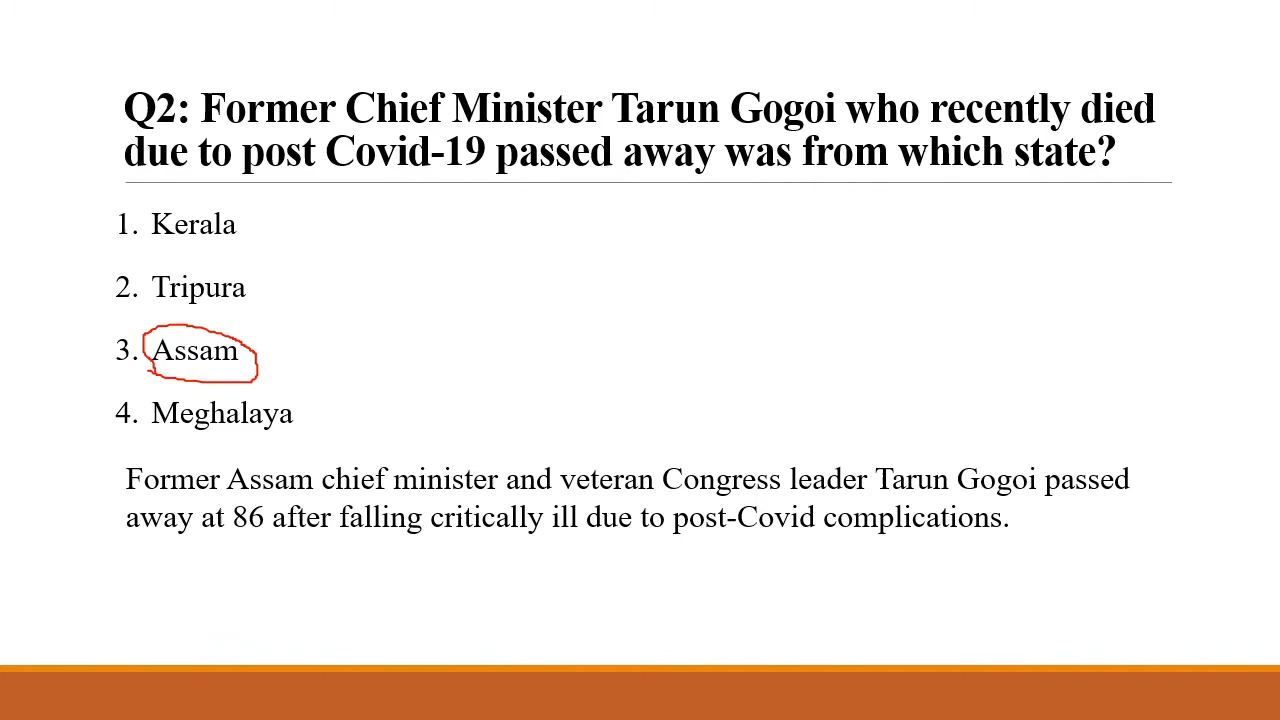 Q2: Former Chief Minister Tarun Gogoi who recently died
due to post Covid-19 passed away was from which state?
1. Kerala
2. Tripura
3. Assam
4. Meghalaya
Former Assam chief minister and veteran Congress leader Tarun Gogoi passed
away at 86 after falling critically ill due to post-Covid complications.